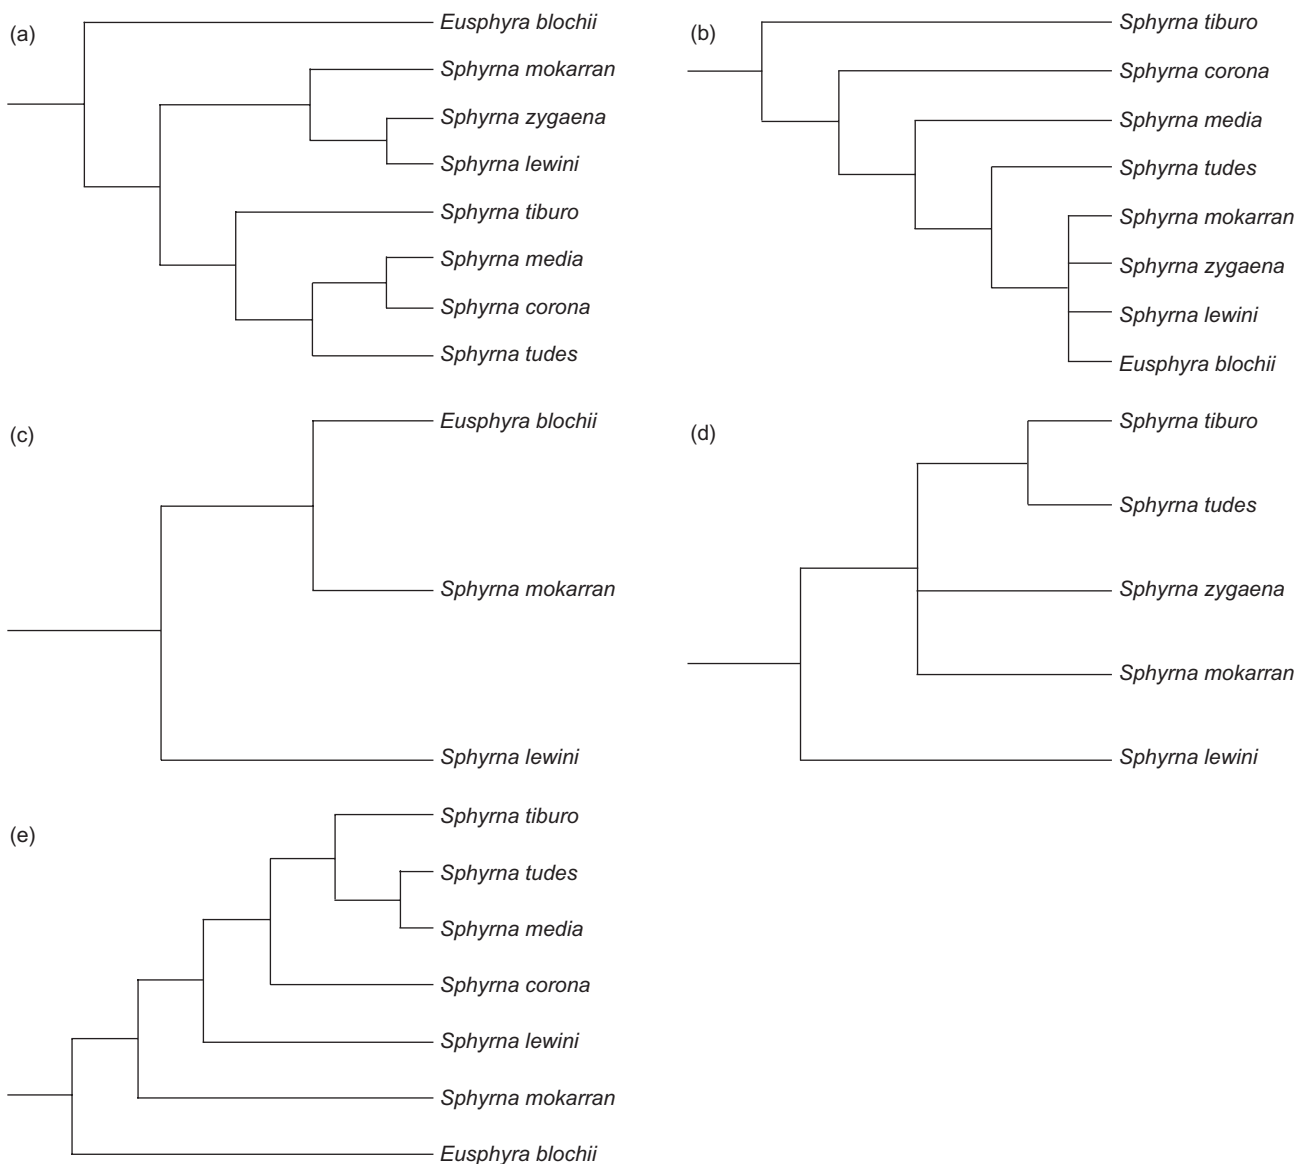 (a)
Eusphyra blochii
Sphyrna mokarran
Sphyrna zygaena
Sphyrna lewini
Sphyrna tiburo
Sphyrna media
Sphyrna corona
Sphyrna tudes
(b)
Sphyrna tiburo
Sphyrna corona
Sphyrna media
Sphyrna tudes
Sphyrna mokarran
Sphyrna zygaena
Sphyrna lewini
Eusphyra blochii
(c)
Eusphyra blochii
Sphyrna mokarran
Sphyrna lewini
(d)
Sphyrna tiburo
Sphyrna tudes
Sphyrna zygaena
Sphyrna mokarran
Sphyrna lewini
(e)
Sphyrna tiburo
Sphyrna tudes
Sphyrna media
Sphyrna corona
Sphyrna lewini
Sphyrna mokarran
Eusphyra blochii